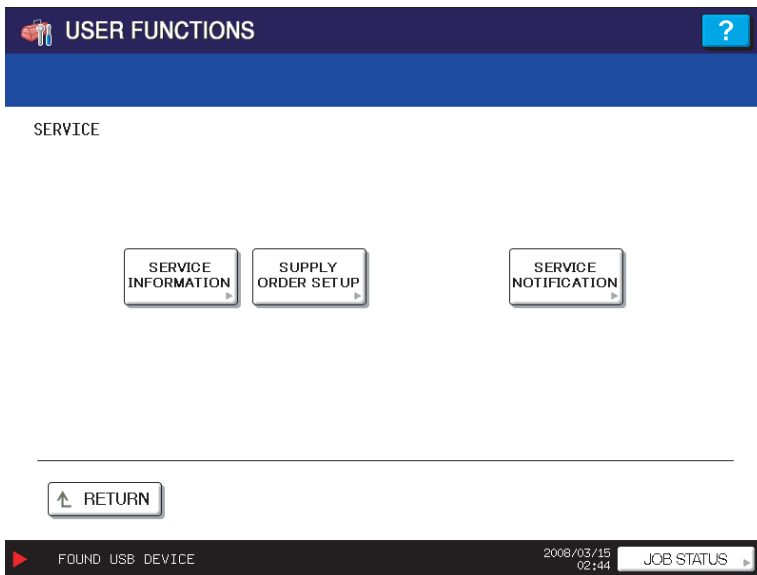 USER FUNCTIONS
?
SERVICE
SERVICE
INFORMATION
SUPPLY
ORDER SETUP
SERVICE
NOTIFICATION
RETURN
FOUND USB DEVICE
2008/03/15
02:44
JOB STATUS